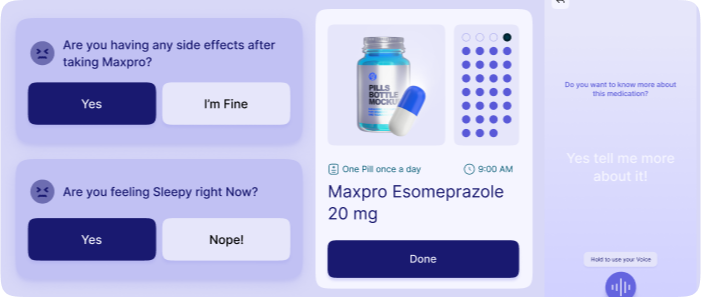 Are you having any side effects after
taking Maxpro?
Yes
I'm Fine
Are you feeling Sleepy right Now?
Yes
Nope!
PILLS
BOTTLE
MOCKU
One Pill once a day
9:00 AM
Maxpro Esomeprazole
20 mg
Done
Do you want to know more about
this medication?
Yes tell me more
about it!
Hold to use your Voice